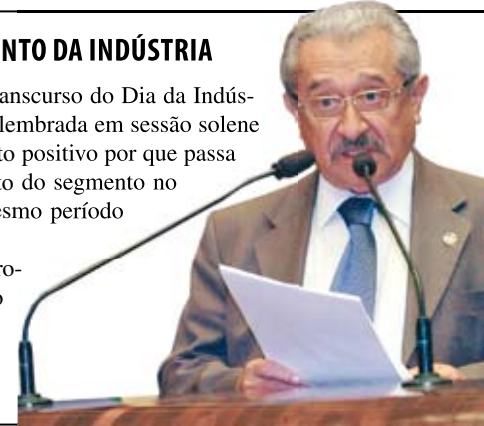 NTO DA INDÚSTRIA
anscurso do Dia da Indús-
lembrada em sessão solene
to positivo por que passa
to do segmento no
esmo período
ro-
o